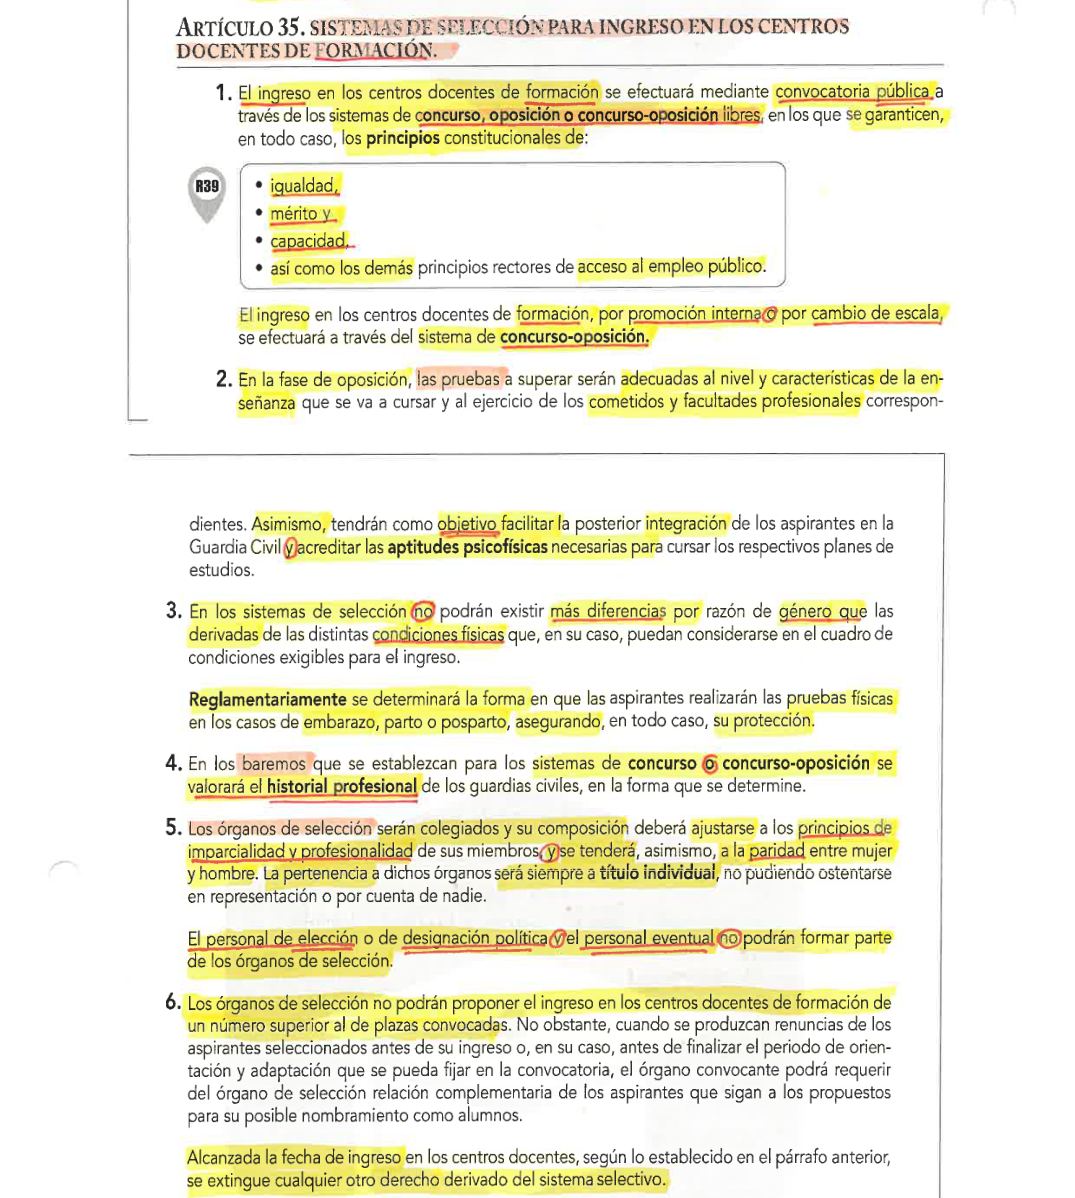 ARTÍCULO 35. SISTEMAS DE SELECCIÓN PARA INGRESO EN LOS CENTROS
DOCENTES DE FORMACIÓN.
1. El ingreso en los centros docentes de formación se efectuará mediante convocatoria pública, a
través de los sistemas de concurso, oposición o concurso-oposición libres, en los que se garanticen,
en todo caso, los principios constitucionales de:
R39
• igualdad,
• mérito y
• capacidad,
• así como los demás principios rectores de acceso al empleo público.
El ingreso en los centros docentes de formación, por promoción interna o por cambio de escala,
se efectuará a través del sistema de concurso-oposición.
2. En la fase de oposición, las pruebas a superar serán adecuadas al nivel y características de la en-
señanza que se va a cursar y al ejercicio de los cometidos y facultades profesionales correspon-
dientes. Asimismo, tendrán como objetivo facilitar la posterior integración de los aspirantes en la
Guardia Civil y acreditar las aptitudes psicofísicas necesarias para cursar los respectivos planes de
estudios.
3. En los sistemas de selección no podrán existir más diferencias por razón de género que las
derivadas de las distintas condiciones físicas que, en su caso, puedan considerarse en el cuadro de
condiciones exigibles para el ingreso.
Reglamentariamente se determinará la forma en que las aspirantes realizarán las pruebas físicas
en los casos de embarazo, parto o posparto, asegurando, en todo caso, su protección.
4. En los baremos que se establezcan para los sistemas de concurso o concurso-oposición se
valorará el historial profesional de los guardias civiles, en la forma que se determine.
5. Los órganos de selección serán colegiados y su composición deberá ajustarse a los principios de
imparcialidad y profesionalidad de sus miembros, y se tenderá, asimismo, a la paridad entre mujer
y hombre. La pertenencia a dichos órganos será siempre a título individual, no pudiendo ostentarse
en representación o por cuenta de nadie.
El personal de elección o de designación política y el personal eventual no podrán formar parte
de los órganos de selección.
6. Los órganos de selección no podrán proponer el ingreso en los centros docentes de formación de
un número superior al de plazas convocadas. No obstante, cuando se produzcan renuncias de los
aspirantes seleccionados antes de su ingreso o, en su caso, antes de finalizar el periodo de orien-
tación y adaptación que se pueda fijar en la convocatoria, el órgano convocante podrá requerir
del órgano de selección relación complementaria de los aspirantes que sigan a los propuestos
para su posible nombramiento como alumnos.
Alcanzada la fecha de ingreso en los centros docentes, según lo establecido en el párrafo anterior,
se extingue cualquier otro derecho derivado del sistema selectivo.